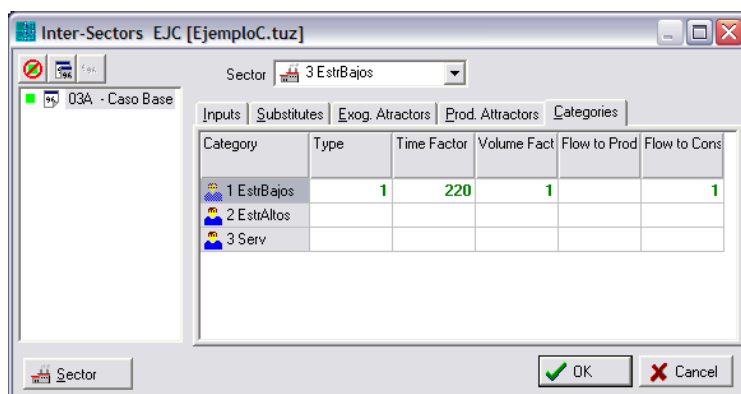 Inter-Sectors EJC [EjemploC.tuz]
Sector 3 EstrBajos
03A - Caso Base
Inputs Substitutes Exog. Atractors Prod. Attractors Categories
Category Type Time Factor Volume Fact Flow to Prod Flow to Cons
1 EstrBajos 1 220 1 1
2 EstrAltos
3 Serv
Sector OK Cancel